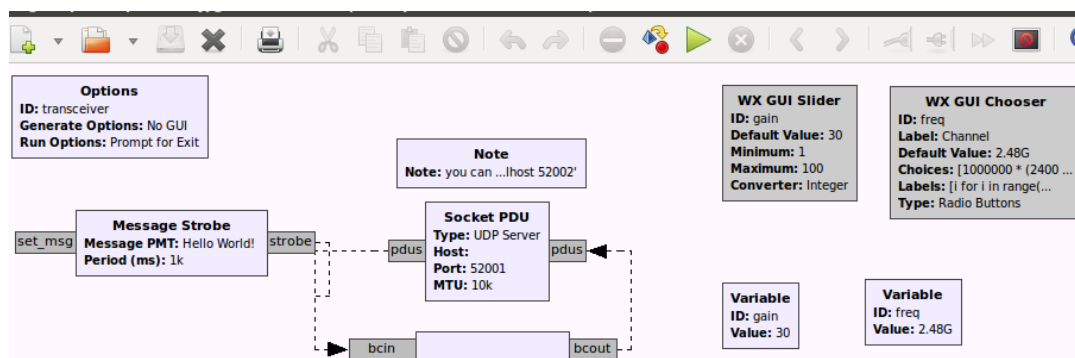 Options
ID: transceiver
Generate Options: No GUI
Run Options: Prompt for Exit
Note
Note: you can ...lhost 52002'
WX GUI Slider
ID: gain
Default Value: 30
Minimum: 1
Maximum: 100
Converter: Integer
WX GUI Chooser
ID: freq
Label: Channel
Default Value: 2.48G
Choices: [1000000 * (2400 ...
Labels: [i for i in range(...
Type: Radio Buttons
set_msg
Message Strobe
Message PMT: Hello World!
Period (ms): 1k
strobe
pdus
Socket PDU
Type: UDP Server
Host:
Port: 52001
MTU: 10k
pdus
Variable
ID: gain
Value: 30
Variable
ID: freq
Value: 2.48G
bcin
bcout